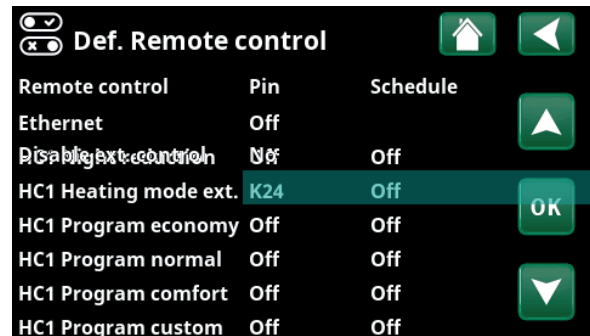 Def. Remote control
Remote control Pin Schedule
Ethernet Off
Off
HC1 Heating mode ext. K24 Off
OK
HC1 Program economy Off Off
HC1 Program normal Off Off
HC1 Program comfort Off Off
HC1 Program custom Off Off